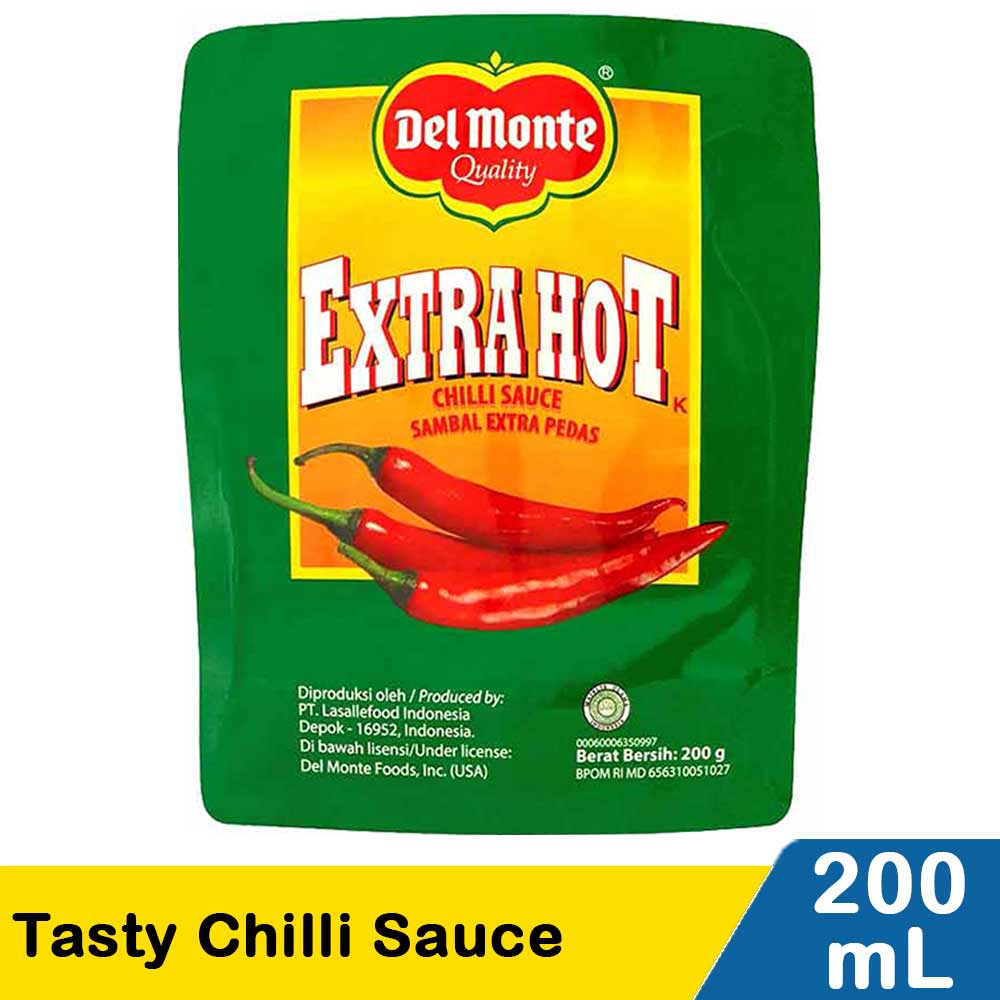 Del Monte
®
Quality
EXTRA HOT
K
CHILLI SAUCE
SAMBAL EXTRA PEDAS
Diproduksi oleh / Produced by:
PT. Lasallefood Indonesia
Depok - 16952, Indonesia.
Di bawah lisensi/Under license:
Del Monte Foods, Inc. (USA)
00060006350997
Berat Bersih: 200 g
BPOM RI MD 656310051027
Tasty Chilli Sauce
200
mL